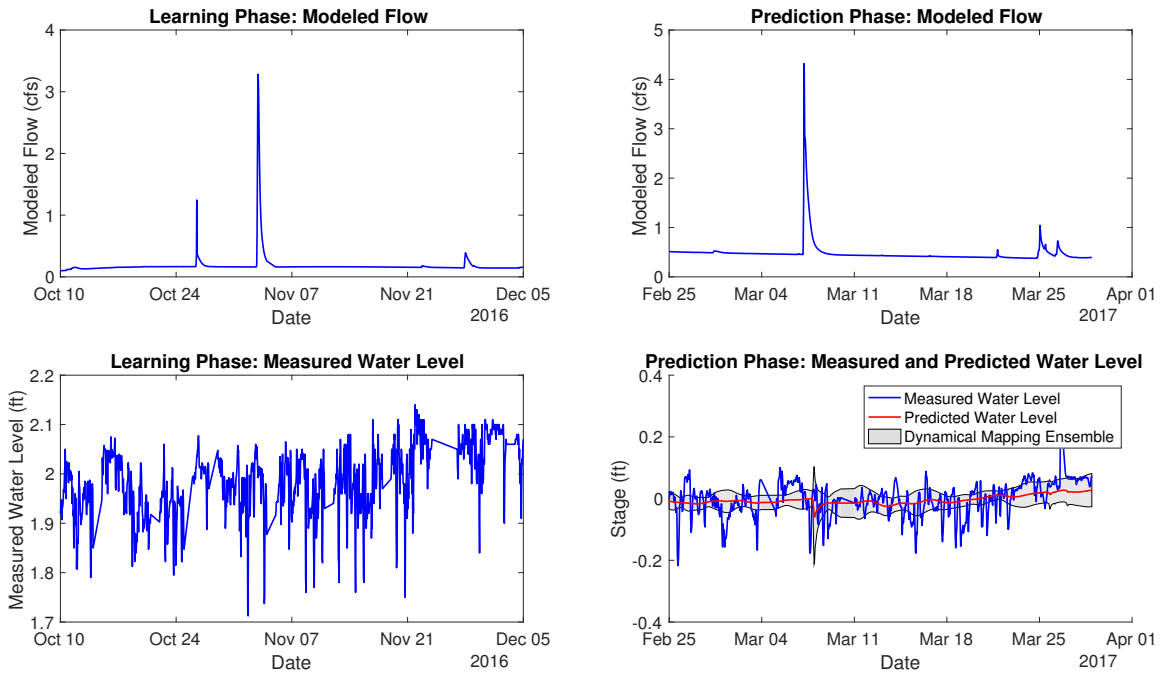 Learning Phase: Modeled Flow
Modeled Flow (cfs)
4
3
2
1
0
Oct 10 Oct 24 Nov 07 Nov 21 Dec 05
Date
2016
Prediction Phase: Modeled Flow
Modeled Flow (cfs)
5
4
3
2
1
0
Feb 25 Mar 04 Mar 11 Mar 18 Mar 25 Apr 01
Date
2017
Learning Phase: Measured Water Level
Measured Water Level (ft)
2.2
2.1
2
1.9
1.8
1.7
Oct 10 Oct 24 Nov 07 Nov 21 Dec 05
Date
2016
Prediction Phase: Measured and Predicted Water Level
Stage (ft)
0.4
0.2
0
-0.2
-0.4
Measured Water Level
Predicted Water Level
Dynamical Mapping Ensemble
Feb 25 Mar 04 Mar 11 Mar 18 Mar 25 Apr 01
Date
2017